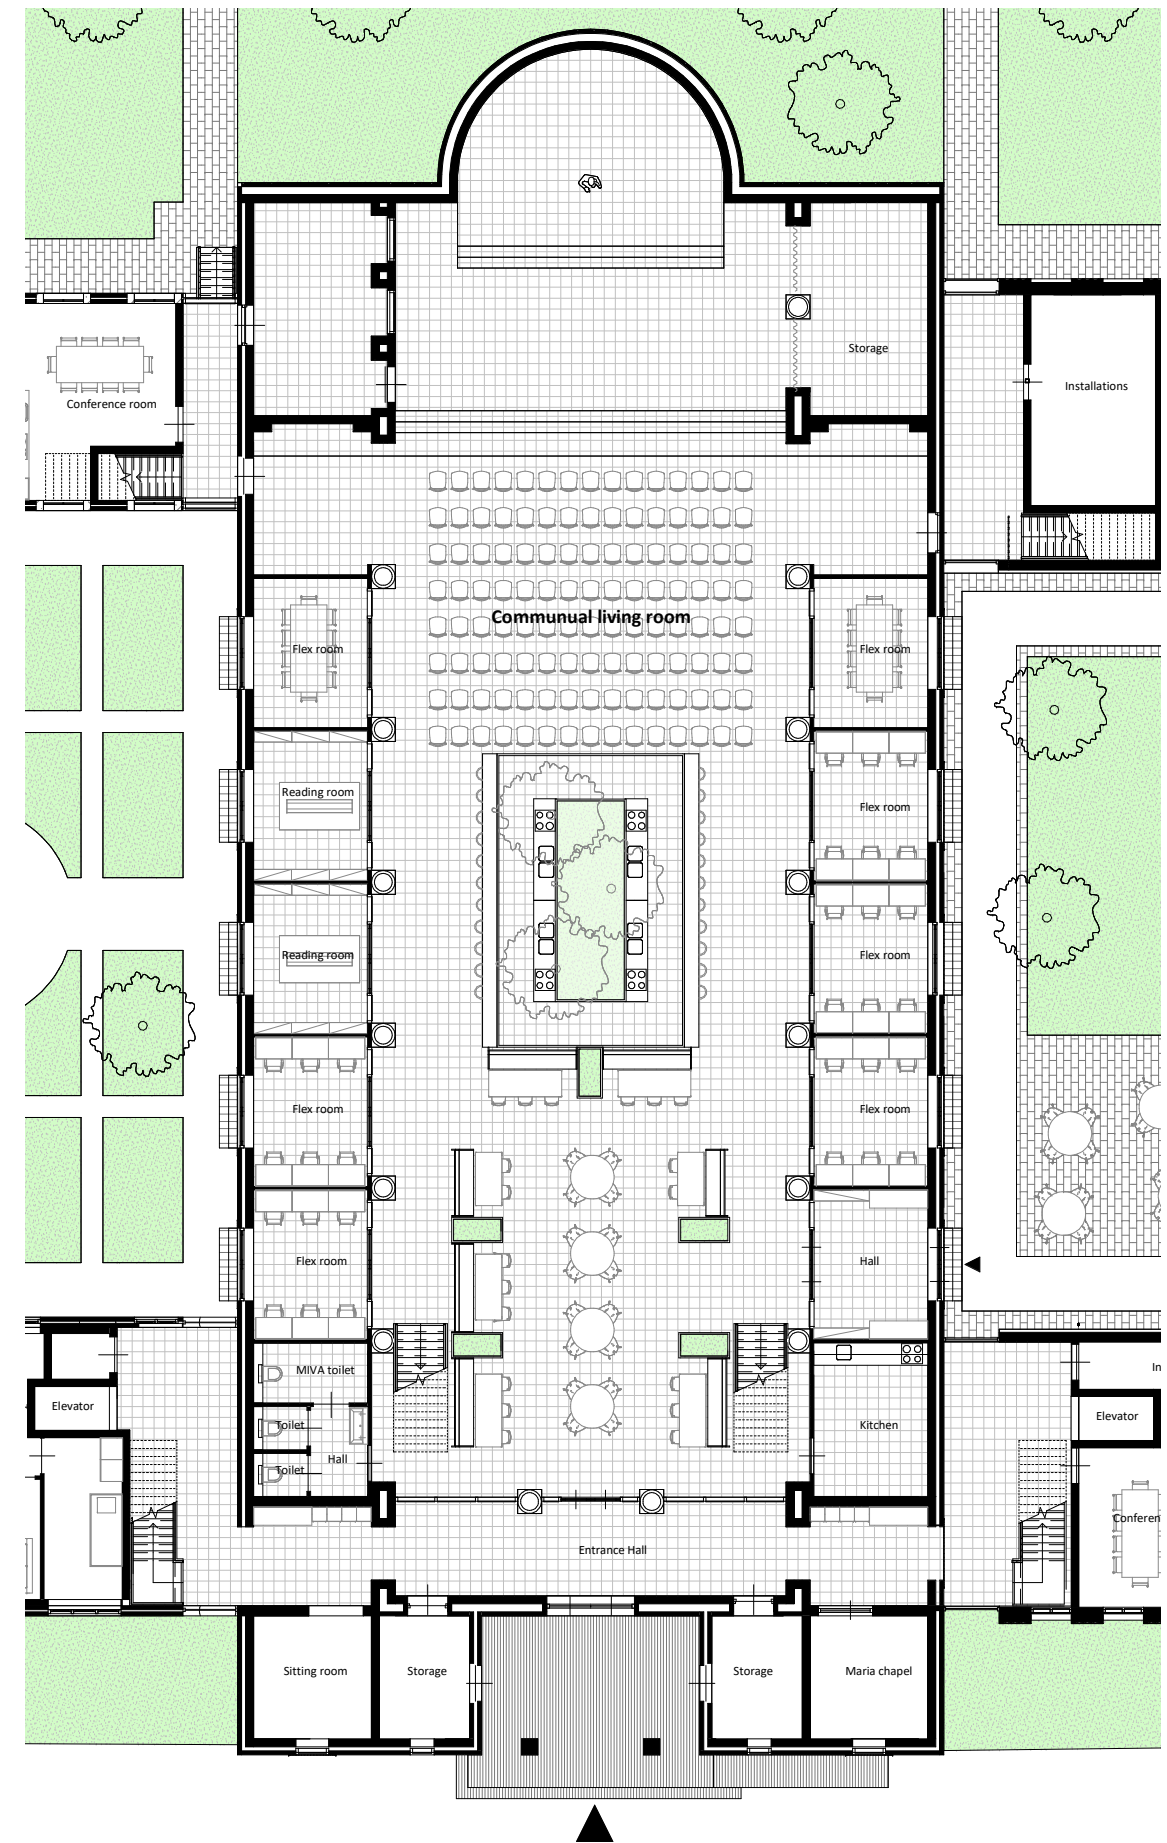 Storage
Installations
Conference room
Communual living room
Flex room
Flex room
Reading room
Flex room
Reading room
Flex room
Flex room
Flex room
Flex room
Hall
MIVA toilet
In
Elevator
Toilet
Kitchen
Elevator
Hall
Toilet
Conferen
Entrance Hall
Sitting room
Storage
Storage
Maria chapel